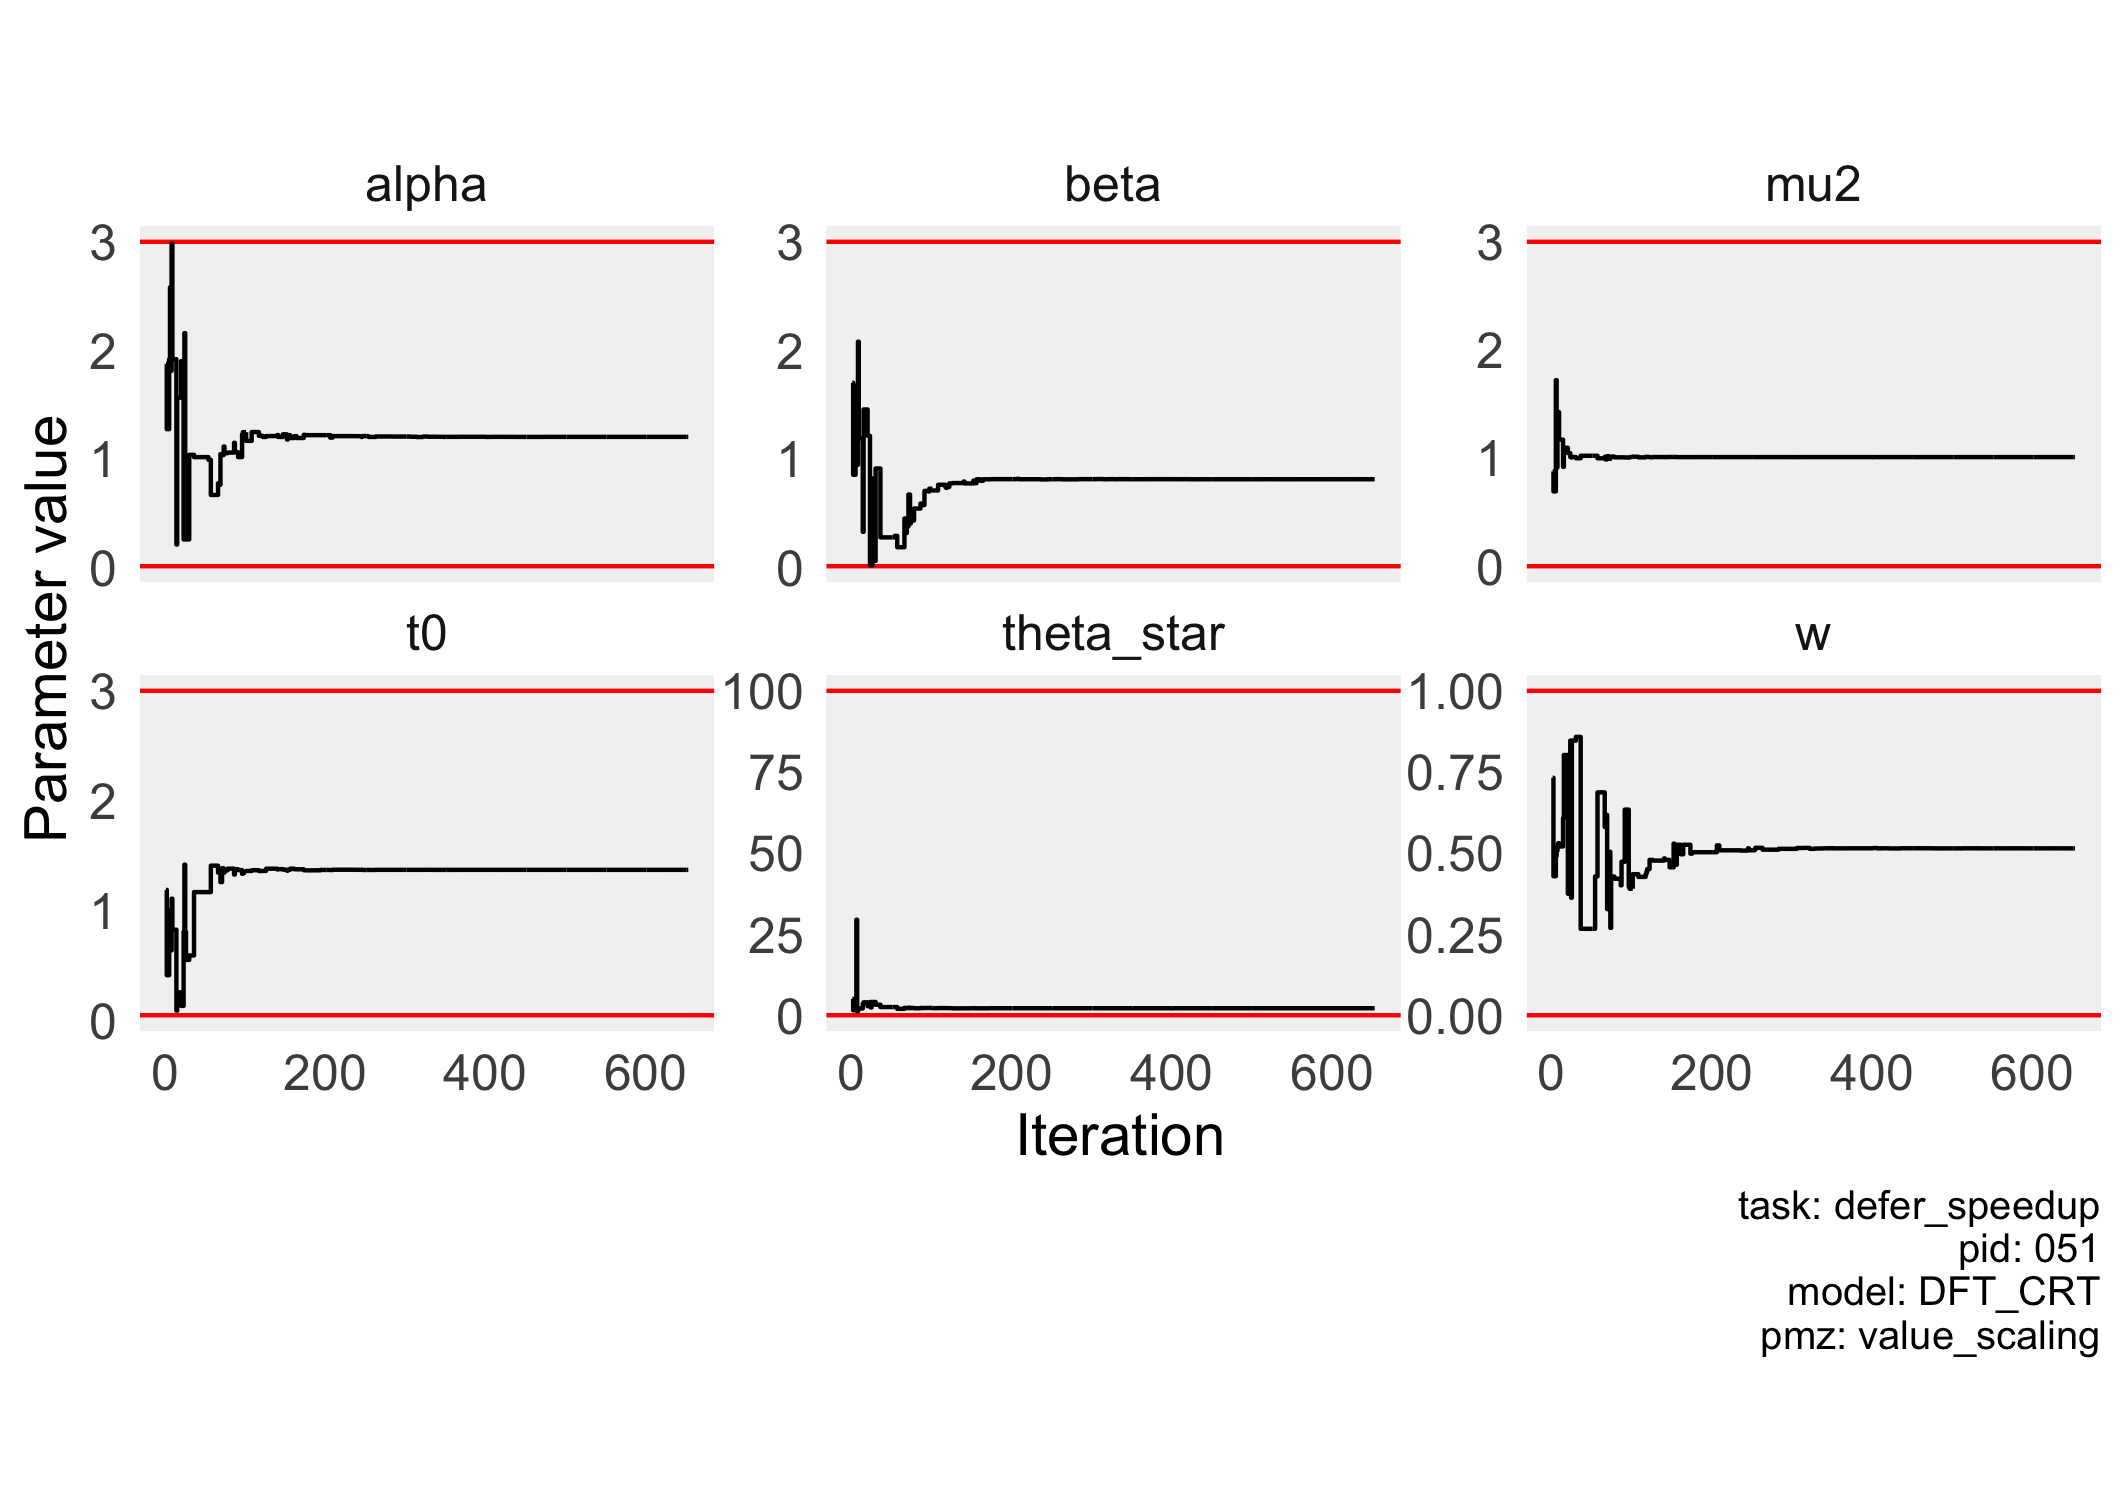 alpha beta mu2
3 3 3
2 2 2
1 1 1
0 0 0
Parameter value
t0 theta_star w
3 100 1.00
2 75 0.75
50 0.50
1 25 0.25
0 0 0.00
0 200 400 600 0 200 400 600 0 200 400 600
Iteration
task: defer_speedup
pid: 051
model: DFT_CRT
pmz: value_scaling